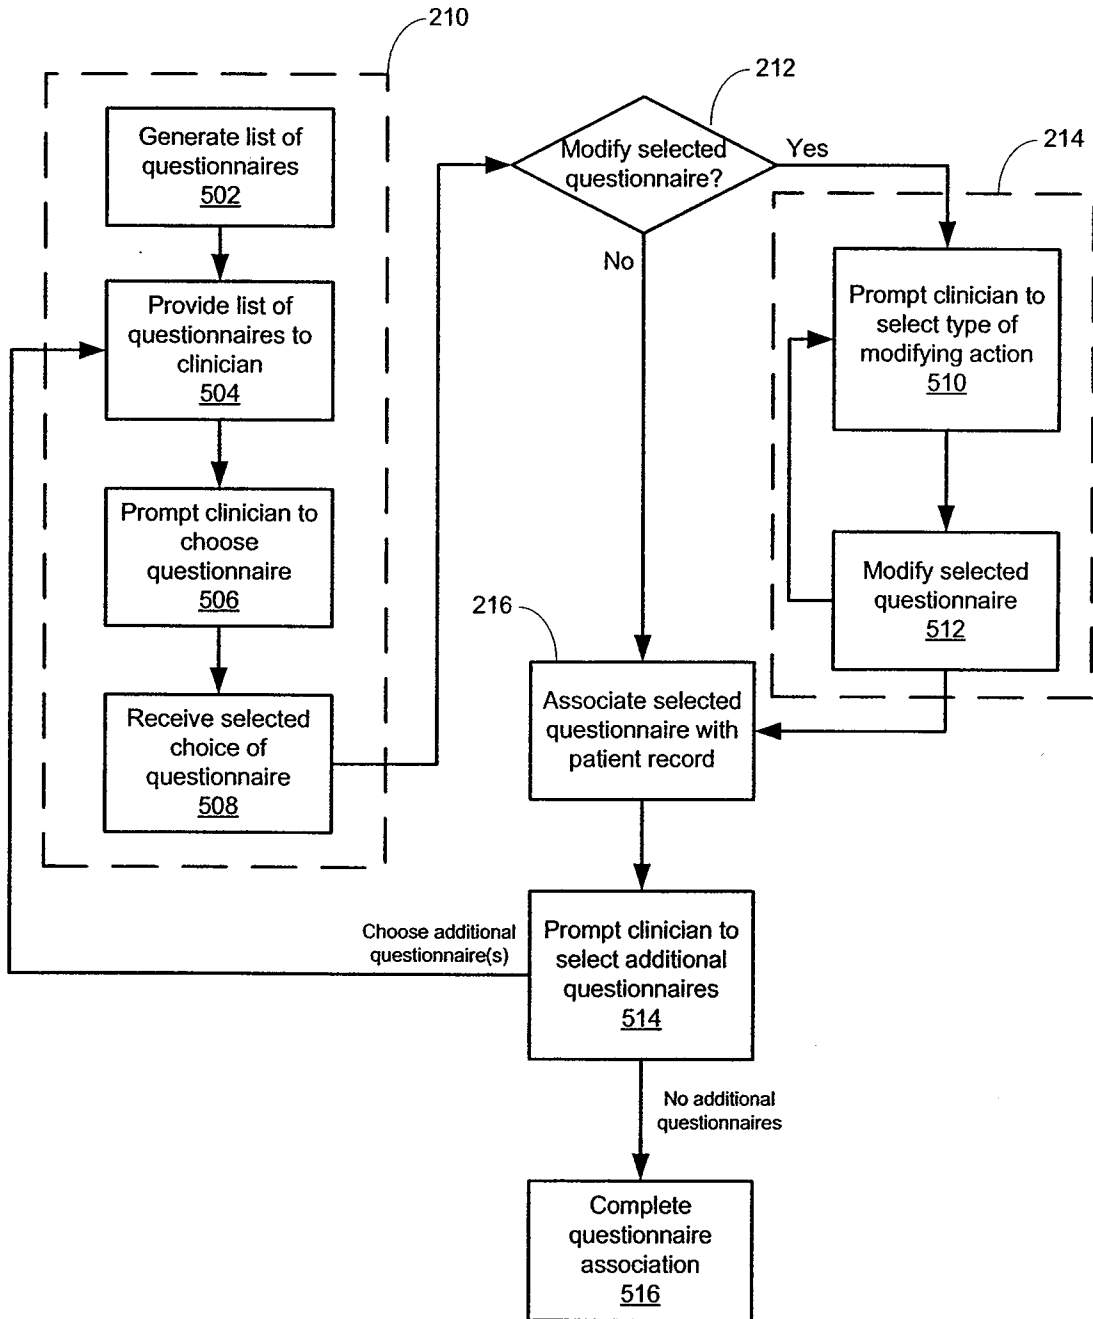 210
Generate list of
questionnaires
502
Provide list of
questionnaires to
clinician
504
Prompt clinician to
choose
questionnaire
506
Receive selected
choice of
questionnaire
508
212
Modify selected
questionnaire?
Yes
No
214
Prompt clinician to
select type of
modifying action
510
Modify selected
questionnaire
512
216
Associate selected
questionnaire with
patient record
Choose additional
questionnaire(s)
Prompt clinician to
select additional
questionnaires
514
No additional
questionnaires
Complete
questionnaire
association
516